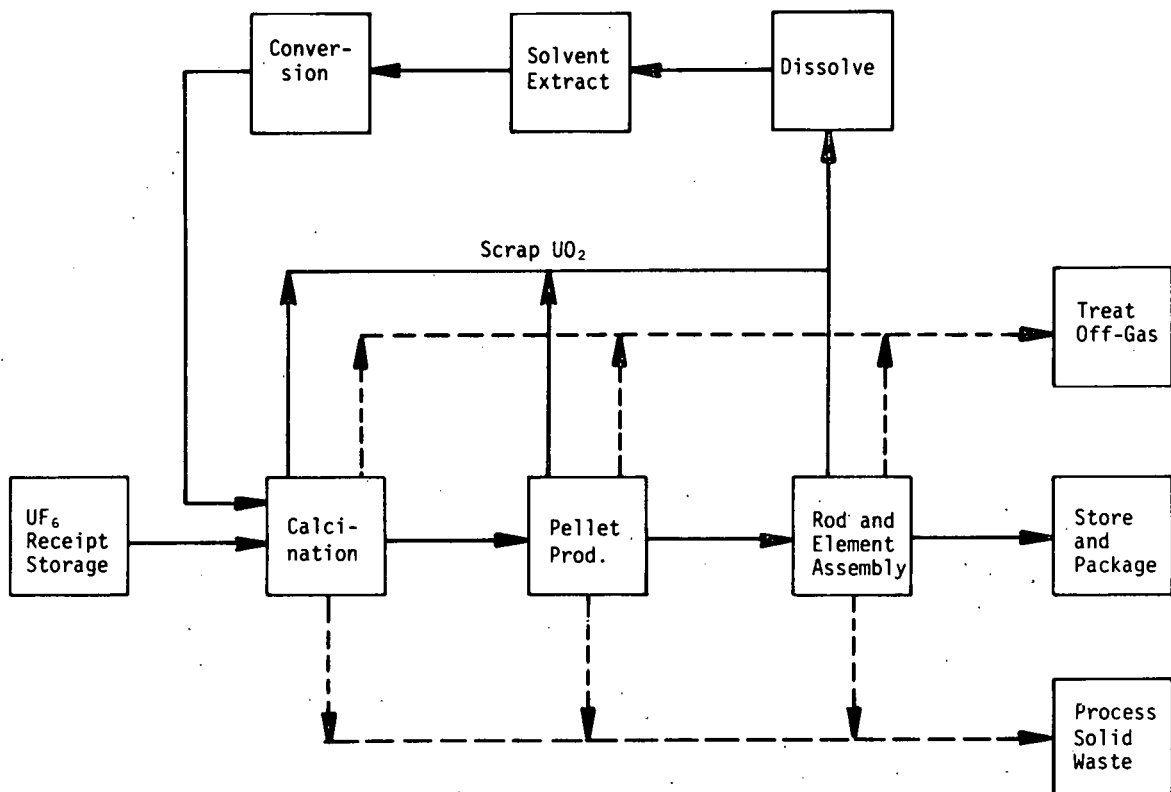 Conver-
sion
Solvent
Extract
Dissolve
Scrap UO₂
Treat
Off-Gas
UF₆
Receipt
Storage
Calci-
nation
Pellet
Prod.
Rod and
Element
Assembly
Store
and
Package
Process
Solid
Waste